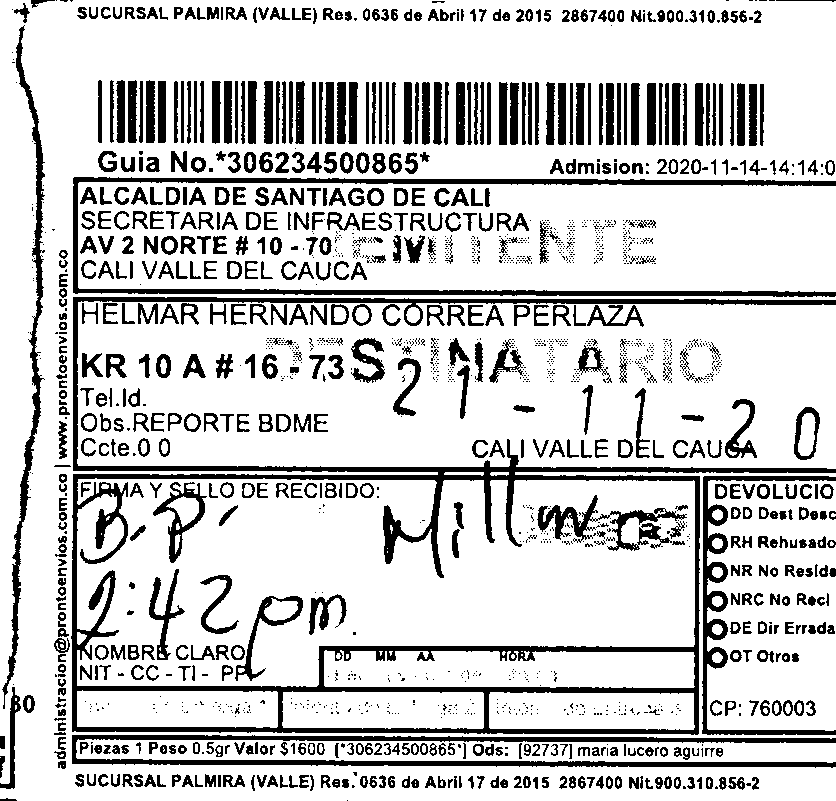 SUCURSAL PALMIRA (VALLE) Res. 0636 de Abril 17 de 2015 2867400 Nit.900.310.856-2
Guia No.*306234500865*
Admision: 2020-11-14-14:14:0
ALCALDIA DE SANTIAGO DE CALI
SECRETARIA DE INFRAESTRUCTURA
AV 2 NORTE # 10 - 70
REMITENTE
CALI VALLE DEL CAUCA
HELMAR HERNANDO CORREA PERLAZA
DESTINATARIO
KR 10 A # 16 - 73 S
21-11-20
Tel.Id.
Obs.REPORTE BDME
Ccte.0 0
CALI VALLE DEL CAUCA
FIRMA Y SELLO DE RECIBIDO:
B.P.
2:42 pm.
NOMBRE CLARO
NIT - CC - TI - PP
DD MM AA HORA
DEVOLUCIO
DD Dest Desc
RH Rehusado
NR No Reside
NRC No Recl
DE Dir Errada
OT Otros
CP: 760003
Piezas 1 Peso 0.5gr Valor $1600 [*306234500865*] Ods: [92737] maria lucero aguirre
SUCURSAL PALMIRA (VALLE) Res. 0636 de Abril 17 de 2015 2867400 Nit.900.310.856-2
administracion@prontoenvios.com.co | www.prontoenvios.com.co
30